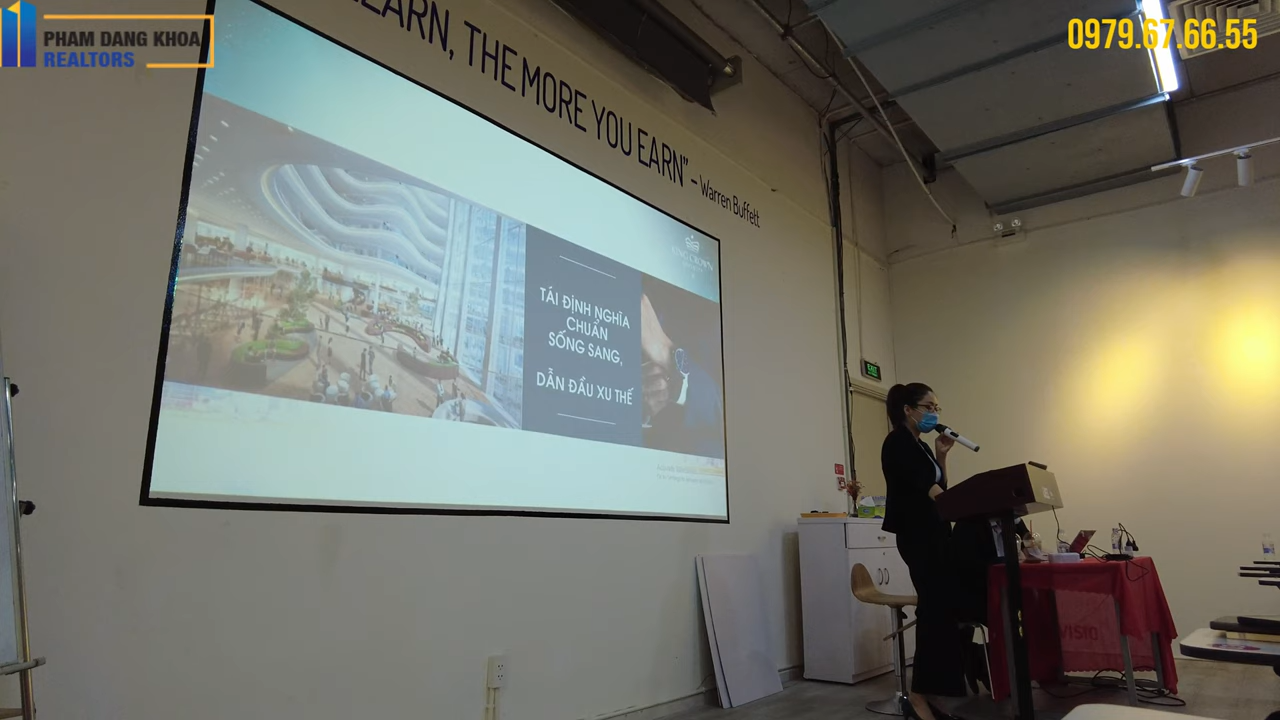 PHAM DANG KHOA
REALTORS
0979.67.66.55
EARN, THE MORE YOU EARN" – Warren Buffett
CROWN
TÁI ĐỊNH NGHĨA
CHUẨN
SỐNG SANG,
DẪN ĐẦU XU THẾ
EXIT
VISIO